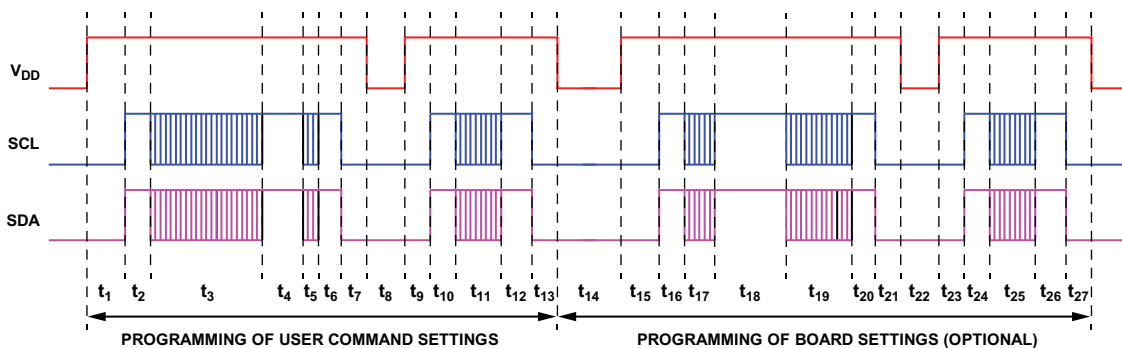 VDD
SCL
SDA
t1 t2 t3 t4 t5 t6 t7 t8 t9 t10 t11 t12 t13 t14 t15 t16 t17 t18 t19 t20 t21 t22 t23 t24 t25 t26 t27
PROGRAMMING OF USER COMMAND SETTINGS PROGRAMMING OF BOARD SETTINGS (OPTIONAL)